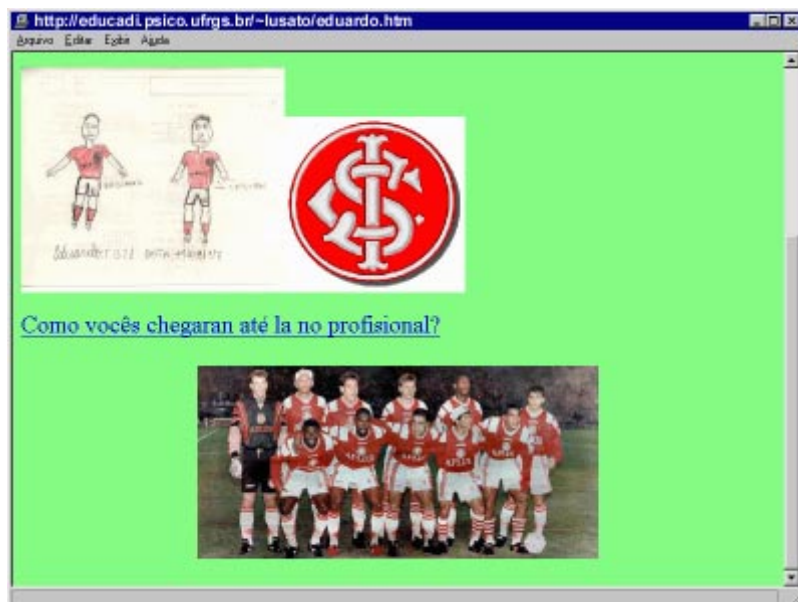 http://educadi.psico.ufrgs.br/~lusato/eduardo.htm
Arquivo Editar Exibir Ajuda
Eduardo
Como vocês chegaran até la no profisional?